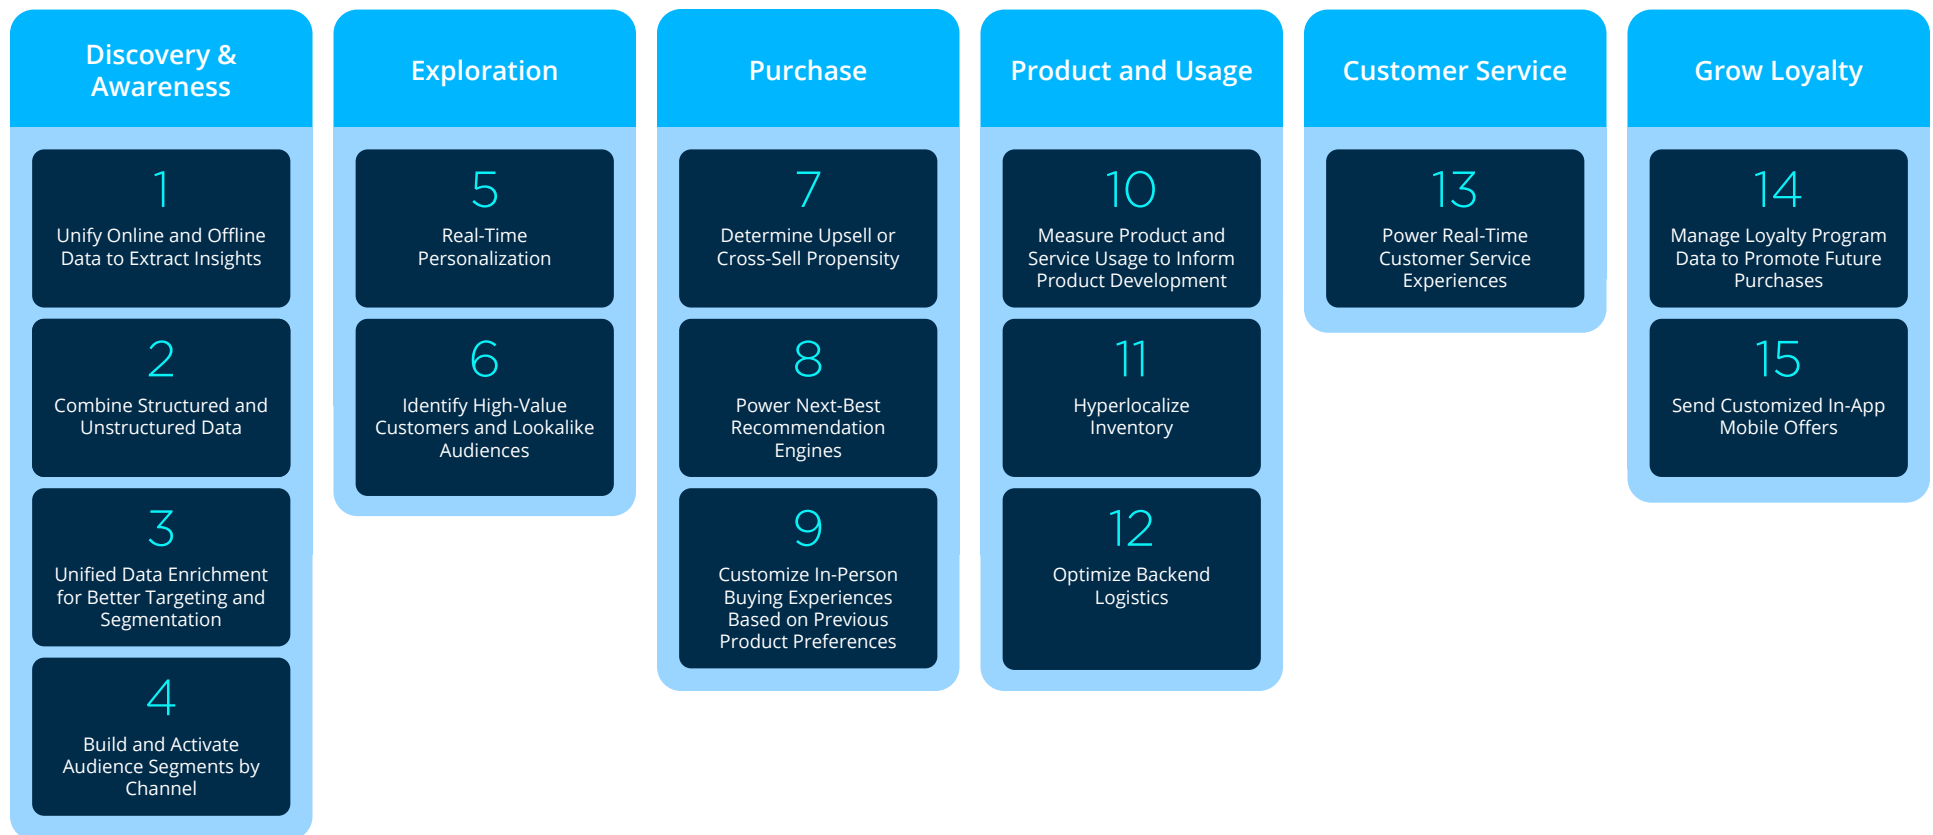 Discovery &
Awareness
1
Unify Online and Offline
Data to Extract Insights
2
Combine Structured and
Unstructured Data
3
Unified Data Enrichment
for Better Targeting and
Segmentation
4
Build and Activate
Audience Segments by
Channel
Exploration
5
Real-Time
Personalization
6
Identify High-Value
Customers and Lookalike
Audiences
Purchase
7
Determine Upsell or
Cross-Sell Propensity
8
Power Next-Best
Recommendation
Engines
9
Customize In-Person
Buying Experiences
Based on Previous
Product Preferences
Product and Usage
10
Measure Product and
Service Usage to Inform
Product Development
11
Hyperlocalize
Inventory
12
Optimize Backend
Logistics
Customer Service
13
Power Real-Time
Customer Service
Experiences
Grow Loyalty
14
Manage Loyalty Program
Data to Promote Future
Purchases
15
Send Customized In-App
Mobile Offers